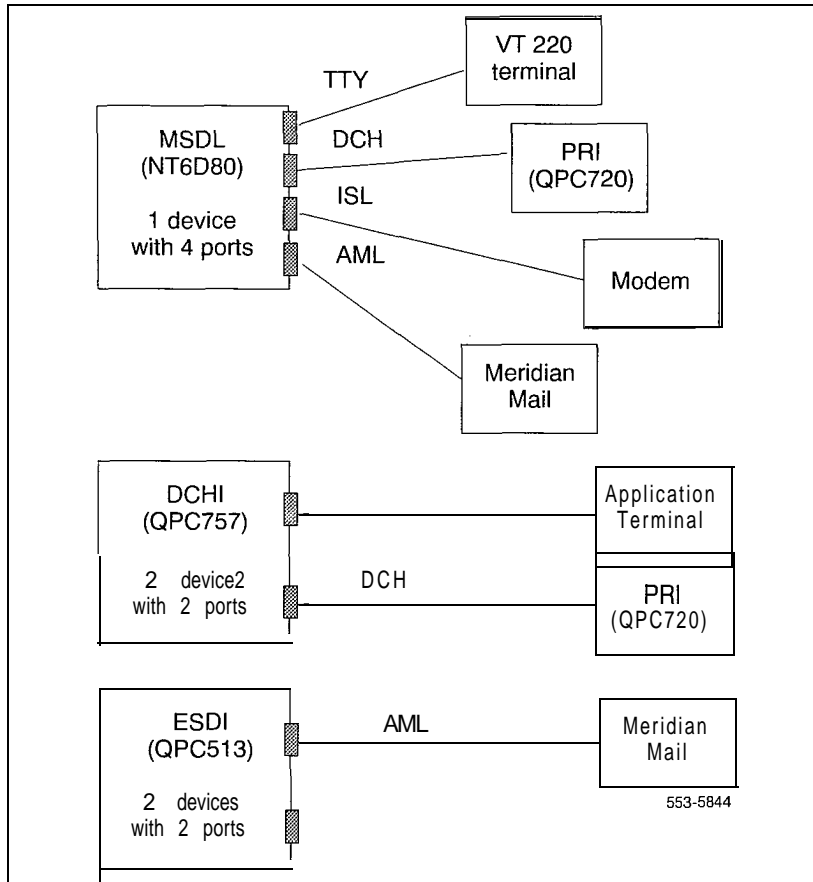 VT 220
terminal
TTY
MSDL
(NT6D80)
1 device
with 4 ports
DCH
PRI
(QPC720)
ISL
AML
Modem
Meridian
Mail
DCHI
(QPC757)
2 device2
with 2 ports
Application
Terminal
DCH
PRI
(QPC720)
ESDI
(QPC513)
2 devices
with 2 ports
AML
Meridian
Mail
553-5844